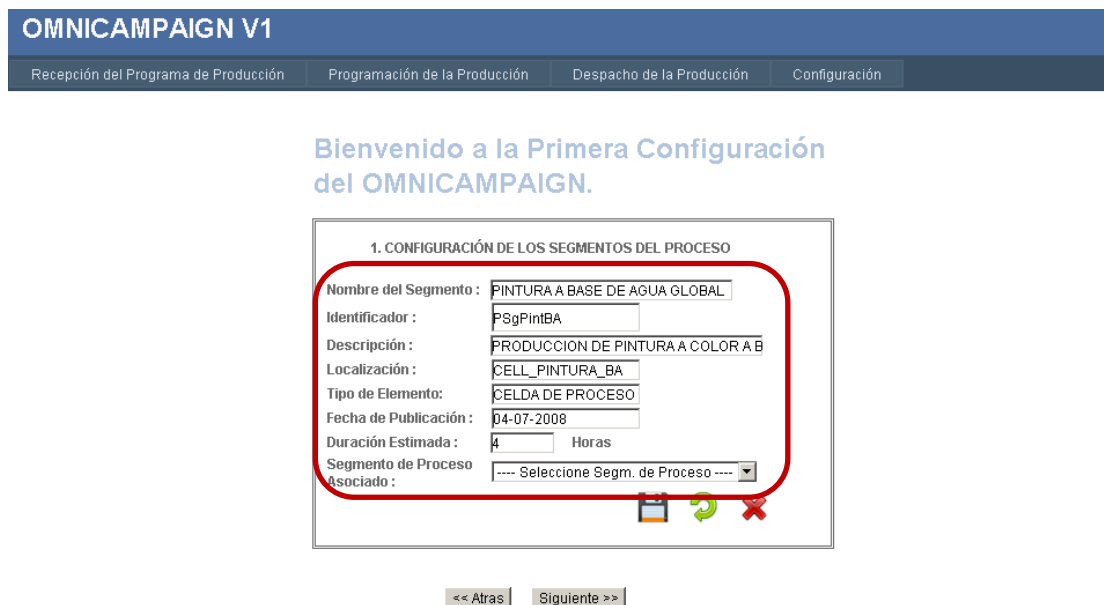 OMNICAMPAIGN V1
Recepción del Programa de Producción Programación de la Producción Despacho de la Producción Configuración
Bienvenido a la Primera Configuración
del OMNICAMPAIGN.
1. CONFIGURACIÓN DE LOS SEGMENTOS DEL PROCESO
Nombre del Segmento : PINTURA A BASE DE AGUA GLOBAL
Identificador : PSgPintBA
Descripción : PRODUCCION DE PINTURA A COLOR A B
Localización : CELL_PINTURA_BA
Tipo de Elemento: CELDA DE PROCESO
Fecha de Publicación : 04-07-2008
Duración Estimada : 4 Horas
Segmento de Proceso
Asociado : ---- Seleccione Segm. de Proceso ----
<< Atras Siguiente >>